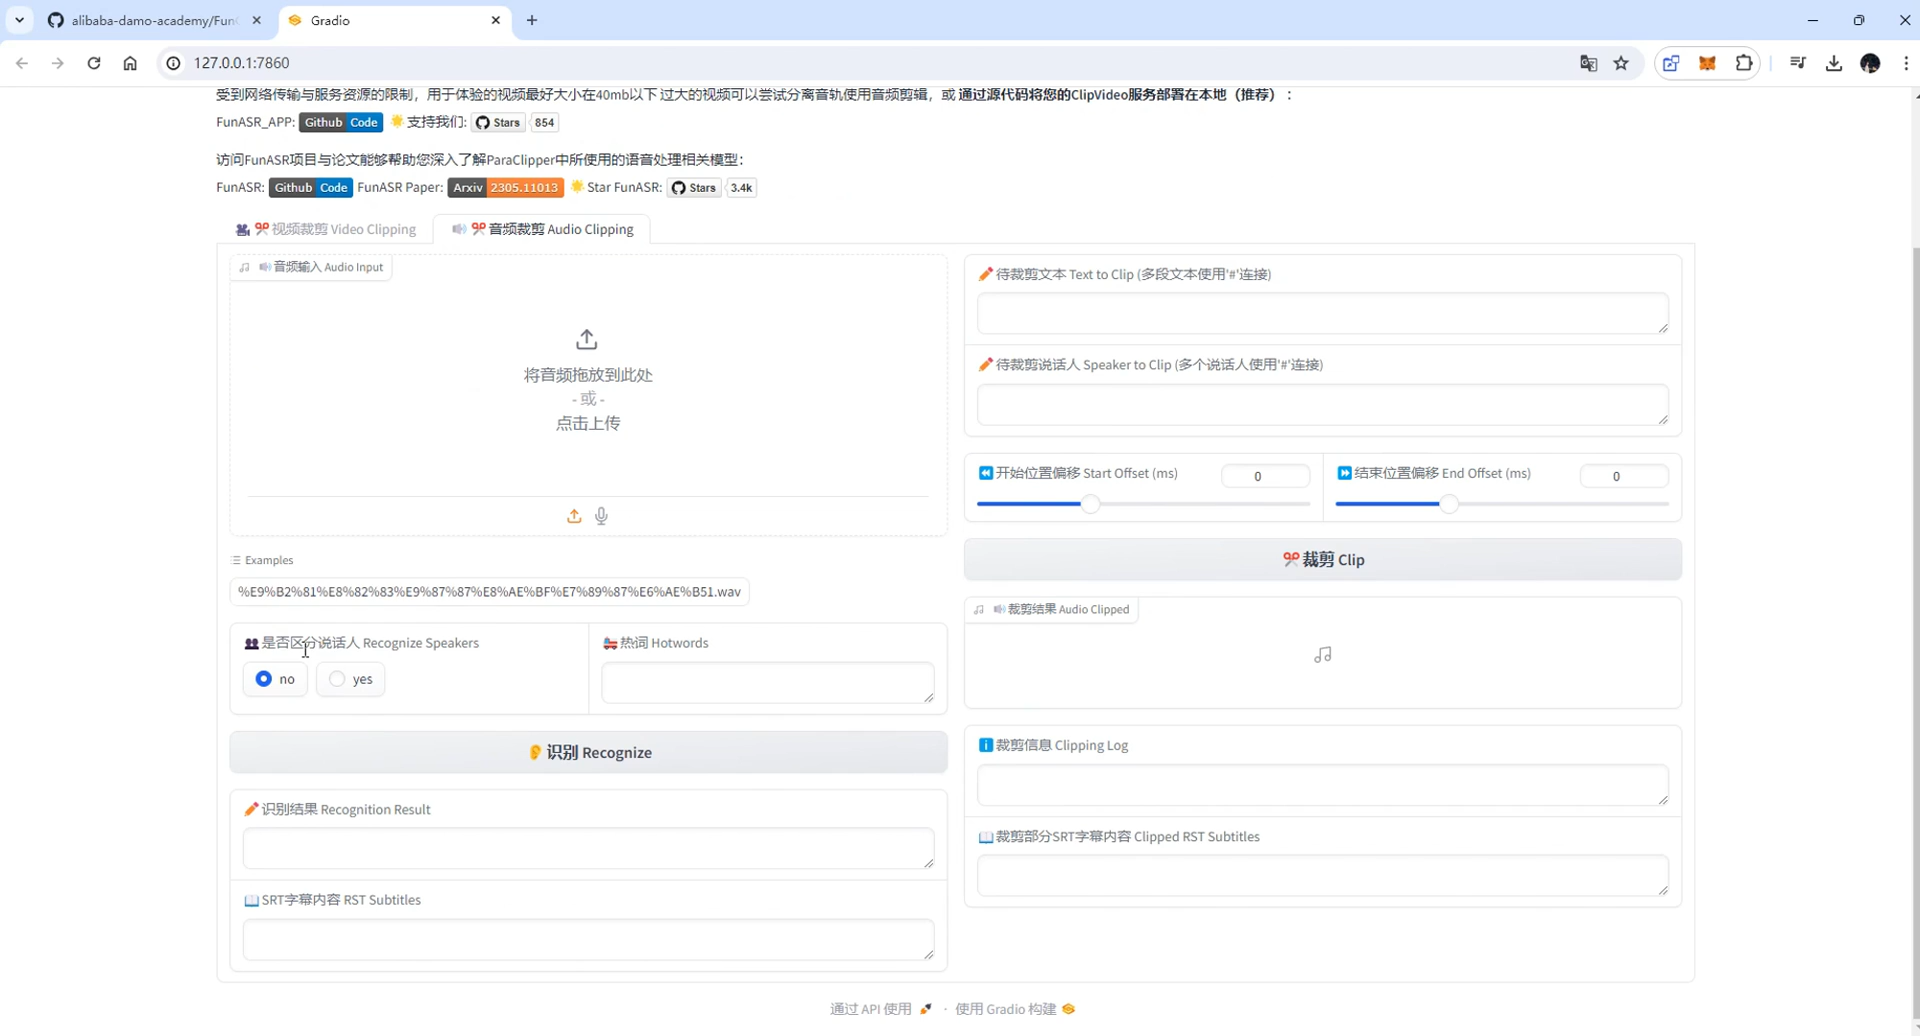 alibaba-damo-academy/Fun
Gradio
127.0.0.1:7860
受到网络传输与服务资源的限制，用于体验的视频最好大小在40mb以下 过大的视频可以尝试分离音轨使用音频剪辑，或 通过源代码将您的ClipVideo服务部署在本地（推荐）：
FunASR_APP: Github Code 🌟支持我们: Stars 854
访问FunASR项目与论文能够帮助您深入了解ParaClipper中所使用的语音处理相关模型：
FunASR: Github Code FunASR Paper: Arxiv 2305.11013 🌟Star FunASR: Stars 3.4k
🎥✂️视频裁剪 Video Clipping
🔊✂️音频裁剪 Audio Clipping
🔊音频输入 Audio Input
将音频拖放到此处
- 或 -
点击上传
Examples
%E9%B2%81%E8%82%83%E9%87%87%E8%AE%BF%E7%89%87%E6%AE%B51.wav
👥是否区分说话人 Recognize Speakers
no
yes
🚒热词 Hotwords
👂识别 Recognize
✏️识别结果 Recognition Result
📖SRT字幕内容 RST Subtitles
✏️待裁剪文本 Text to Clip (多段文本使用'#'连接)
✏️待裁剪说话人 Speaker to Clip (多个说话人使用'#'连接)
⏪开始位置偏移 Start Offset (ms)
0
⏩结束位置偏移 End Offset (ms)
0
✂️裁剪 Clip
🔊裁剪结果 Audio Clipped
ℹ️裁剪信息 Clipping Log
📖裁剪部分SRT字幕内容 Clipped RST Subtitles
通过 API 使用 · 使用 Gradio 构建